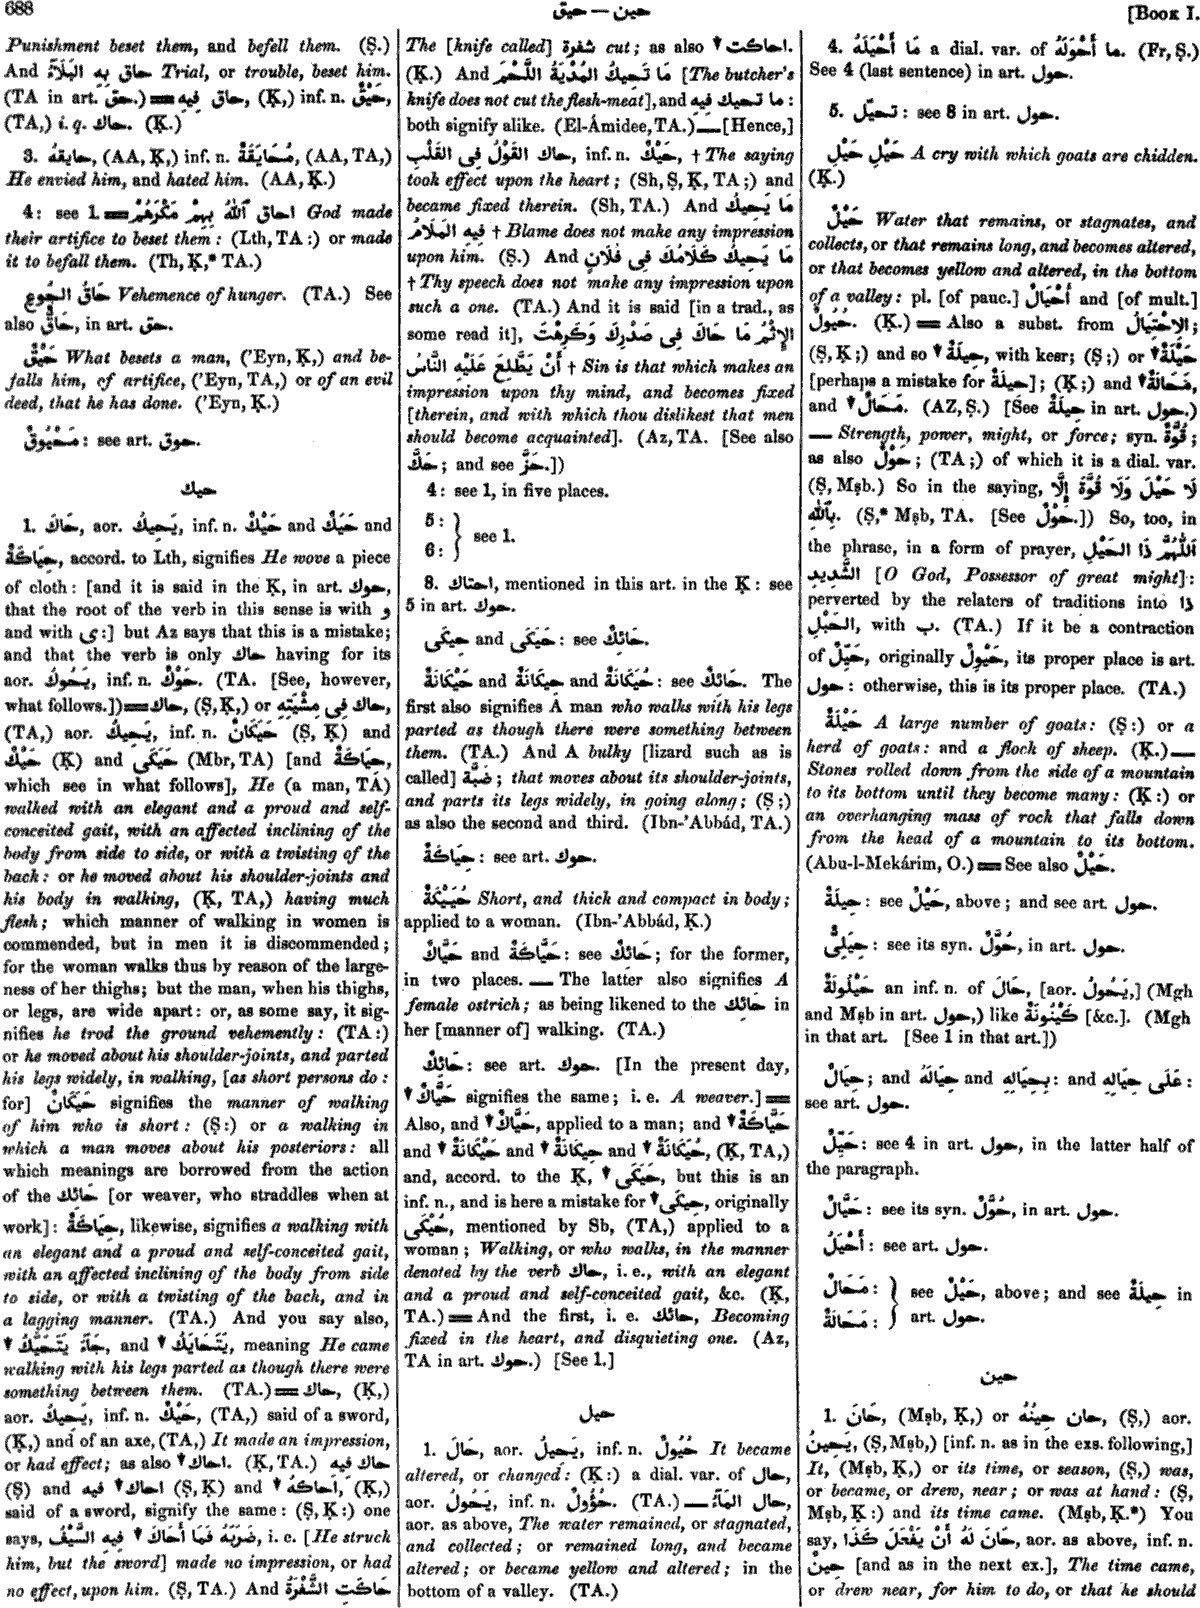 688
حيق — حين
[BOOK I.
Punishment beset them, and befell them. (Ṣ.)
And حاق بِهِ البَلَآءُ Trial, or trouble, beset him.
(TA in art. حق.) ═ حاق فِيهِ, (Ḳ,) inf. n. حَيْقٌ,
(TA,) i. q. حاك. (Ḳ.)
3. حايقهُ, (AA, Ḳ,) inf. n. مُحَايَقَةٌ, (AA, TA,)
He envied him, and hated him. (AA, Ḳ.)
4: see 1. ═ احاق ٱللّٰهُ بِهِمْ مَكْرَهُمْ God made
their artifice to beset them: (Lth, TA:) or made
it to befall them. (Th, Ḳ,* TA.)
حَاقُ الجُوعِ Vehemence of hunger. (TA.) See
also حَاقٌّ, in art. حق.
حَيْقٌ What besets a man, ('Eyn, Ḳ,) and be-
falls him, of artifice, ('Eyn, TA,) or of an evil
deed, that he has done. ('Eyn, Ḳ.)
مَحْيُوقٌ: see art. حوق.
حيك
1. حَاكَ, aor. يَحِيكُ, inf. n. حَيْكٌ and حَيَكٌ and
حِيَاكَةٌ, accord. to Lth, signifies He wove a piece
of cloth: [and it is said in the Ḳ, in art. حوك,
that the root of the verb in this sense is with و
and with ى:] but Az says that this is a mistake;
and that the verb is only حاك having for its
aor. يَحُوكُ, inf. n. حَوْكٌ. (TA. [See, however,
what follows.]) ═ حاك, (Ṣ, Ḳ,) or حاك فِى مِشْيَتِهِ,
(TA,) aor. يَحِيكُ, inf. n. حَيَكَانٌ (Ṣ, Ḳ) and
حَيْكٌ (Ḳ) and حَيَكَى (Mbr, TA) [and حِيَاكَةٌ,
which see in what follows], He (a man, TA)
walked with an elegant and a proud and self-
conceited gait, with an affected inclining of the
body from side to side, or with a twisting of the
back: or he moved about his shoulder-joints and
his body in walking, (Ḳ, TA,) having much
flesh; which manner of walking in women is
commended, but in men it is discommended;
for the woman walks thus by reason of the large-
ness of her thighs; but the man, when his thighs,
or legs, are wide apart: or, as some say, it sig-
nifies he trod the ground vehemently: (TA:)
or he moved about his shoulder-joints, and parted
his legs widely, in walking, [as short persons do:
for] حَيَكَانٌ signifies the manner of walking
of him who is short: (Ṣ:) or a walking in
which a man moves about his posteriors: all
which meanings are borrowed from the action
of the حَائِك [or weaver, who straddles when at
work]: حِيَاكَةٌ, likewise, signifies a walking with
an elegant and a proud and self-conceited gait,
with an affected inclining of the body from side
to side, or with a twisting of the back, and in
a lagging manner. (TA.) And you say also,
جَآءَ يَتَحَيَّكُ ▼, and يَتَحَايَكُ ▼, meaning He came
walking with his legs parted as though there were
something between them. (TA.) ═ حاك, (Ḳ,)
aor. يَحِيكُ, inf. n. حَيْكٌ, (TA,) said of a sword,
(Ḳ,) and of an axe, (TA,) It made an impression,
or had effect; as also احاك ▼. (Ḳ, TA.) حاك فِيهِ
(Ṣ) and احاك ▼ فيه (Ṣ, Ḳ) and أَحَاكَهُ ▼, (Ḳ,)
said of a sword, signify the same: (Ṣ, Ḳ:) one
says, ضَرَبَهُ فَمَا أَحَاكَ ▼ فِيهِ السَّيْفُ, i. e. [He struck
him, but the sword] made no impression, or had
no effect, upon him. (Ṣ, TA.) And حَاكَتِ الشَّفْرَةُ
The [knife called] شفرة cut; as also احاكت ▼.
(Ḳ.) And مَا تَحِيكُ المُدْيَةُ اللَّحْمَ [The butcher's
knife does not cut the flesh-meat], and ما تحيك فِيهِ:
both signify alike. (El-Ámidee, TA.) — [Hence,]
حاك القَوْلُ فِى القَلْبِ, inf. n. حَيْكٌ, † The saying
took effect upon the heart; (Sh, Ṣ, Ḳ, TA;) and
became fixed therein. (Sh, TA.) And مَا يَحِيكُ
فِيهِ المَلَامُ † Blame does not make any impression
upon him. (Ṣ.) And مَا يَحِيكُ كَلَامُكَ فِى فُلَانٍ
† Thy speech does not make any impression upon
such a one. (TA.) And it is said [in a trad., as
some read it], الإِثْمُ مَا حَاكَ فِى صَدْرِكَ وَكَرِهْتَ
أَنْ يَطَّلِعَ عَلَيْهِ النَّاسُ † Sin is that which makes an
impression upon thy mind, and becomes fixed
[therein, and with which thou dislikest that men
should become acquainted]. (Az, TA. [See also
حَكَّ; and see حَزَّ.])
4: see 1, in five places.
5:
6: } see 1.
8. احتاك, mentioned in this art. in the Ḳ: see
5 in art. حوك.
حِيكَى and حَيَكَى: see حَائِكٌ.
حَيْكَانَةٌ and حِيكَانَةٌ and حُيَكَانَةٌ: see حَائِكٌ. The
first also signifies A man who walks with his legs
parted as though there were something between
them. (TA.) And A bulky [lizard such as is
called] ضَبَّة; that moves about its shoulder-joints,
and parts its legs widely, in going along; (Ṣ;)
as also the second and third. (Ibn-'Abbád, TA.)
حِيَاكَةٌ: see art. حوك.
حُيَيْكَةٌ Short, and thick and compact in body;
applied to a woman. (Ibn-'Abbád, Ḳ.)
حَيَّاكٌ and حَيَّاكَةٌ: see حَائِكٌ; for the former,
in two places. — The latter also signifies A
female ostrich; as being likened to the حَائِك in
her [manner of] walking. (TA.)
حَائِكٌ: see art. حوك. [In the present day,
حَيَّاكٌ ▼ signifies the same; i. e. A weaver.] ═
Also, and حَيَّاكٌ ▼, applied to a man; and حَيَّاكَةٌ ▼
and حَيْكَانَةٌ ▼ and حِيكَانَةٌ ▼ and حُيَكَانَةٌ ▼, (Ḳ, TA,)
and, accord. to the Ḳ, حَيَكَى ▼, but this is an
inf. n., and is here a mistake for حِيكَى ▼, originally
حُيْكَى, mentioned by Sb, (TA,) applied to a
woman; Walking, or who walks, in the manner
denoted by the verb حاك, i. e., with an elegant
and a proud and self-conceited gait, &c. (Ḳ,
TA.) ═ And the first, i. e. حائك, Becoming
fixed in the heart, and disquieting one. (Az,
TA in art. حوك.) [See 1.]
حيل
1. حَالَ, aor. يَحِيلُ, inf. n. حُيُولٌ It became
altered, or changed: (Ḳ:) a dial. var. of حال,
aor. يَحُولُ, inf. n. حُؤُولٌ. (TA.) — حال المَآءُ,
aor. as above, The water remained, or stagnated,
and collected; or remained long, and became
altered; or became yellow and altered; in the
bottom of a valley. (TA.)
4. مَا أَحْيَلَهُ a dial. var. of ما أَحْوَلَهُ. (Fr, Ṣ.)
See 4 (last sentence) in art. حول.
5. تحيّل: see 8 in art. حول.
حَيْلِ حَيْلِ A cry with which goats are chidden.
(Ḳ.)
حَيْلٌ Water that remains, or stagnates, and
collects, or that remains long, and becomes altered,
or that becomes yellow and altered, in the bottom
of a valley: pl. [of pauc.] أَحْيَالٌ and [of mult.]
حُيُولٌ. (Ḳ.) ═ Also a subst. from الاِحْتِيَالُ;
(Ṣ, Ḳ;) and so حِيلَةٌ ▼, with kesr; (Ṣ;) or حَيْلَةٌ ▼
[perhaps a mistake for حِيلَةٌ]; (Ḳ;) and مَحَالَةٌ ▼,
and مَحَالٌ ▼. (AZ, Ṣ.) [See حِيلَةٌ in art. حول.)
— Strength, power, might, or force; syn. قُوَّةٌ;
as also حَوْلٌ; (TA;) of which it is a dial. var.
(Ṣ, Mṣb.) So in the saying, لَا حَيْلَ وَلَا قُوَّةَ إِلَّا
بِٱللّٰهِ. (Ṣ,* Mṣb, TA. [See حَوْلٌ.]) So, too, in
the phrase, in a form of prayer, اَللّٰهُمَّ ذَا الحَيْلِ
الشَّدِيدِ [O God, Possessor of great might]:
perverted by the relaters of traditions into ذا
الحَبْلِ, with ب. (TA.) If it be a contraction
of حَيِّلٌ, originally حَيْوِلٌ, its proper place is art.
حول: otherwise, this is its proper place. (TA.)
حَيْلَةٌ A large number of goats: (Ṣ:) or a
herd of goats: and a flock of sheep. (Ḳ.) —
Stones rolled down from the side of a mountain
to its bottom until they become many: (Ḳ:) or
an overhanging mass of rock that falls down
from the head of a mountain to its bottom.
(Abu-l-Mekárim, O.) ═ See also حَيْلٌ.
حِيلَةٌ: see حَيْلٌ, above; and see art. حول.
حِيَلِىٌّ: see its syn. حُوَّلٌ, in art. حول.
حَيْلُولَةٌ an inf. n. of حَالَ, [aor. يَحُولُ,] (Mgh
and Mṣb in art. حول,) like كَيْنُونَةٌ [&c.]. (Mgh
in that art. [See 1 in that art.])
حِيَالٌ; and حِيَالَهُ and بِحِيَالِهِ: and عَلَى حِيَالِهِ:
see art. حول.
حَيِّلٌ: see 4 in art. حول, in the latter half of
the paragraph.
حَيَّالٌ: see its syn. حُوَّلٌ, in art. حول.
أَحْيَلُ: see art. حول.
مَحَالٌ:
مَحَالَةٌ: } see حَيْلٌ, above; and see حِيلَةٌ in
art. حول.
حين
1. حَانَ, (Mṣb, Ḳ,) or حان حِينُهُ, (Ṣ,) aor.
يَحِينُ, (Ṣ, Mṣb,) [inf. n. as in the exs. following,]
It, (Mṣb, Ḳ,) or its time, or season, (Ṣ,) was,
or became, or drew, near; or was at hand: (Ṣ,
Mṣb, Ḳ:) and its time came. (Mṣb, Ḳ.*) You
say, حَانَ لَهُ أَنْ يَفْعَلَ كَذَا, aor. as above, inf. n.
حِينٌ [and as in the next ex.], The time came,
or drew near, for him to do, or that he should